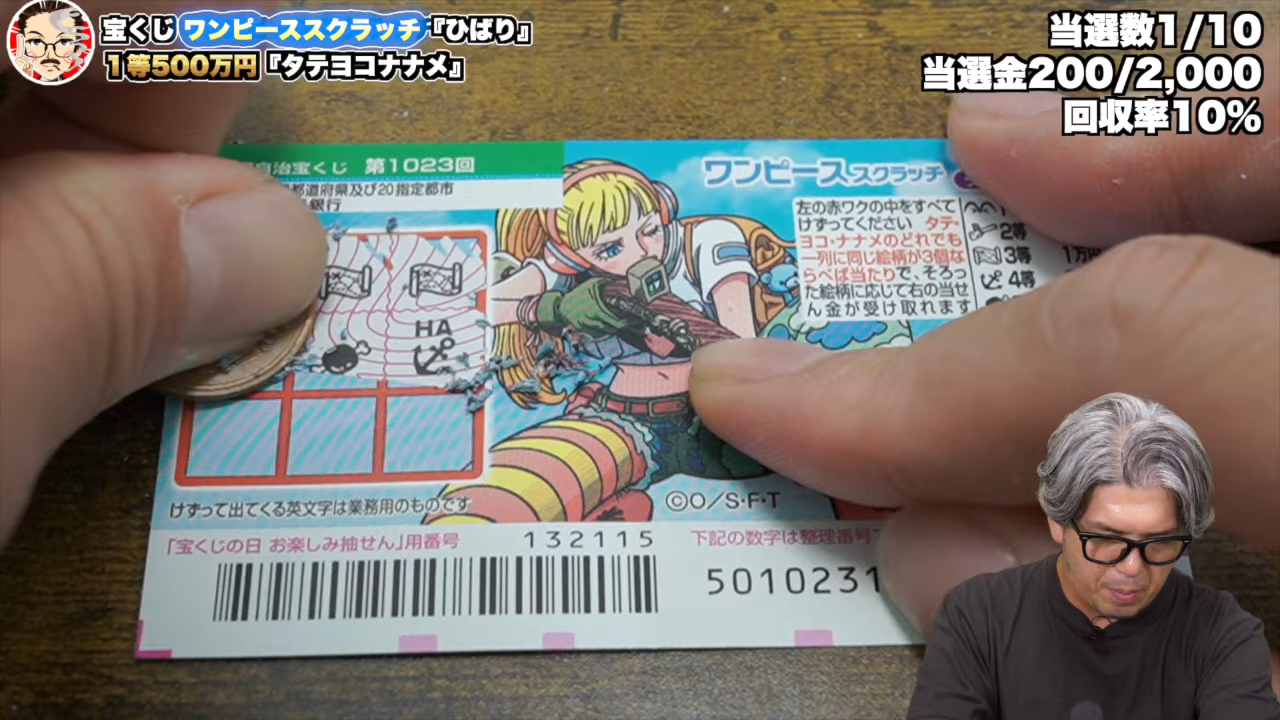 宝くじ ワンピーススクラッチ『ひばり』
1等500万円『タテヨコナナメ』
当選数1/10
当選金200/2,000
回収率10%
自治宝くじ 第1023回
都道府県及び20指定都市
銀行
ワンピーススクラッチ
左の赤ワクの中をすべて
けずってください タテ・
ヨコ・ナナメのどれでも
一列に同じ絵柄が3個な
らべば当たりで、そろっ
た絵柄に応じて右の当せ
ん金が受け取れます
2等
3等
1万円
4等
HA
けずって出てくる英文字は業務用のものです
©O/S・F・T
「宝くじの日 お楽しみ抽せん」用番号
132115
下記の数字は整理番号
5010231